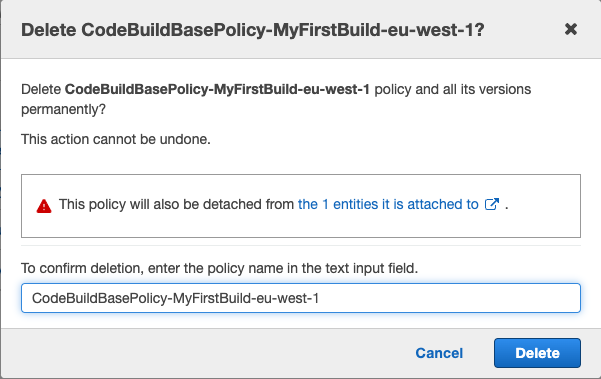 Delete CodeBuildBasePolicy-MyFirstBuild-eu-west-1?
Delete CodeBuildBasePolicy-MyFirstBuild-eu-west-1 policy and all its versions
permanently?
This action cannot be undone.
This policy will also be detached from the 1 entities it is attached to .
To confirm deletion, enter the policy name in the text input field.
CodeBuildBasePolicy-MyFirstBuild-eu-west-1
Cancel Delete